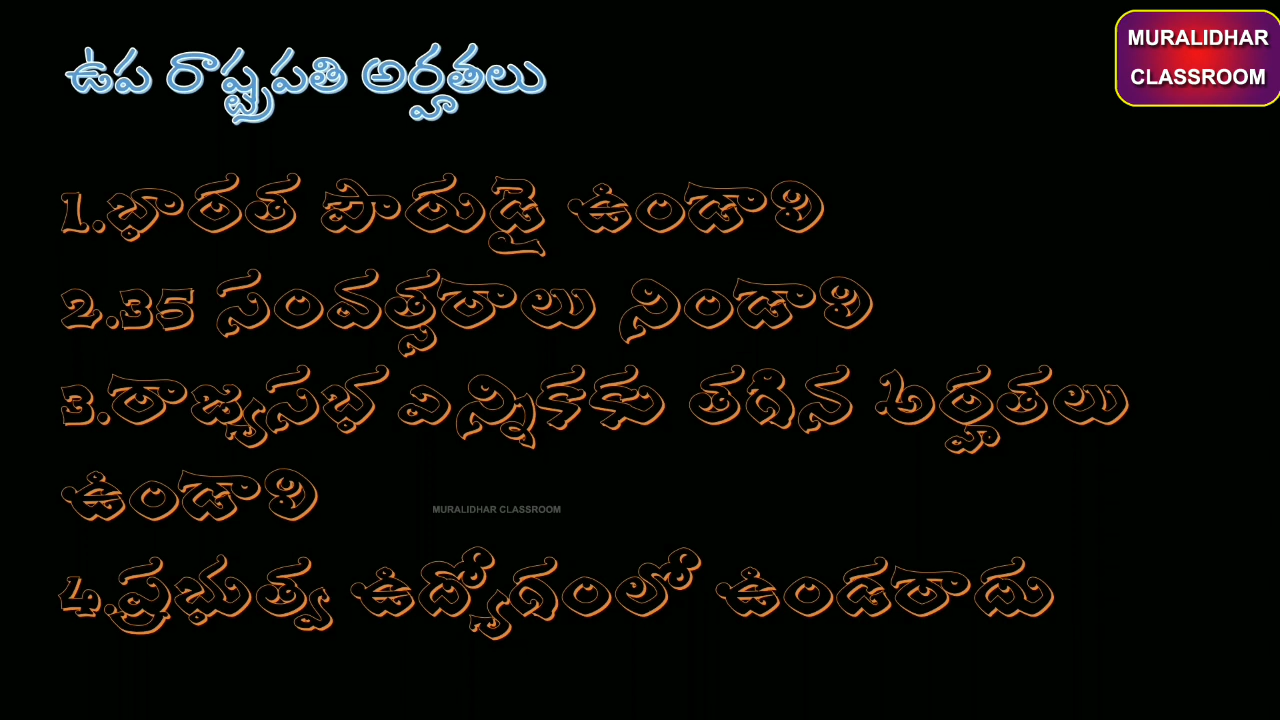 ఉప రాష్ట్రపతి అర్హతలు
MURALIDHAR
CLASSROOM
1.భారత పౌరుడై ఉండాలి
2.35 సంవత్సరాలు నిండాలి
3.రాజ్యసభ ఎన్నికకు తగిన అర్హతలు
ఉండాలి
MURALIDHAR CLASSROOM
4.ప్రభుత్వ ఉద్యోగంలో ఉండరాదు